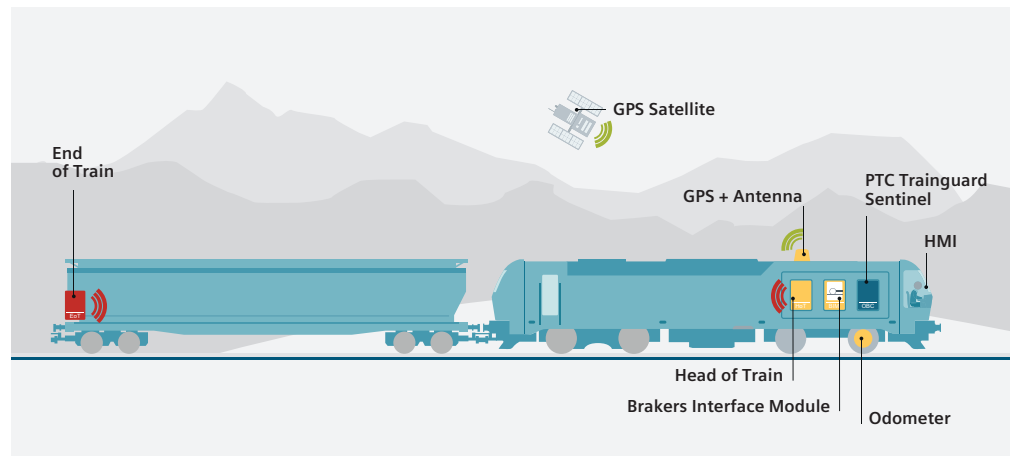 GPS Satellite
End
of Train
PTC Trainguard
Sentinel
GPS + Antenna
HMI
EoT
OBC
Head of Train
Brakers Interface Module
Odometer